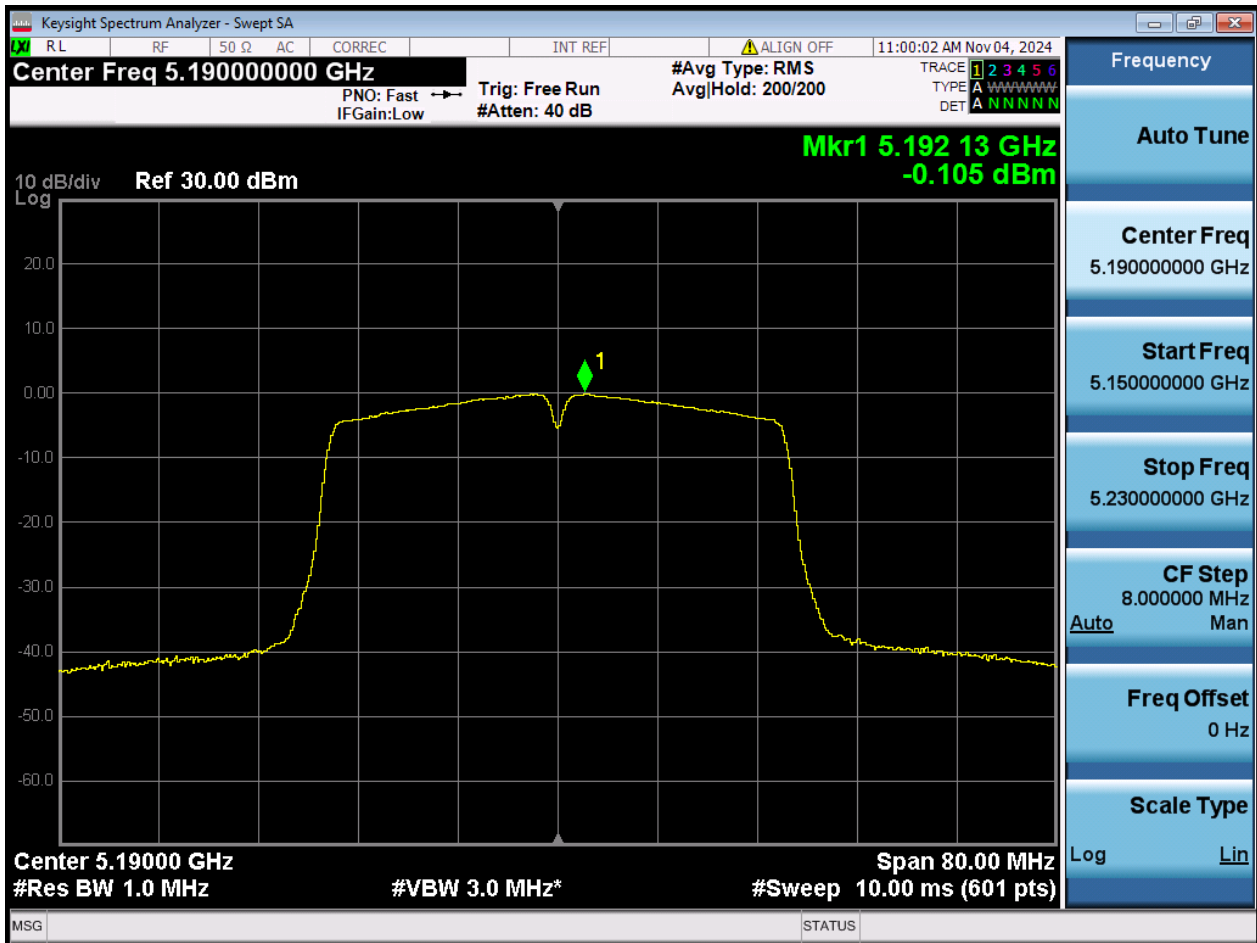 Keysight Spectrum Analyzer - Swept SA
LXI RL RF 50 Ω AC CORREC INT REF ALIGN OFF 11:00:02 AM Nov 04, 2024
Center Freq 5.190000000 GHz
PNO: Fast
IFGain:Low
Trig: Free Run
#Atten: 40 dB
#Avg Type: RMS
Avg|Hold: 200/200
TRACE 1 2 3 4 5 6
TYPE A WWWWW
DET A N N N N N
Mkr1 5.192 13 GHz
-0.105 dBm
10 dB/div Ref 30.00 dBm
Log
20.0
10.0
1
0.00
-10.0
-20.0
-30.0
-40.0
-50.0
-60.0
Center 5.19000 GHz Span 80.00 MHz
#Res BW 1.0 MHz #VBW 3.0 MHz* #Sweep 10.00 ms (601 pts)
MSG STATUS
Frequency
Auto Tune
Center Freq
5.190000000 GHz
Start Freq
5.150000000 GHz
Stop Freq
5.230000000 GHz
CF Step
8.000000 MHz
Auto Man
Freq Offset
0 Hz
Scale Type
Log Lin